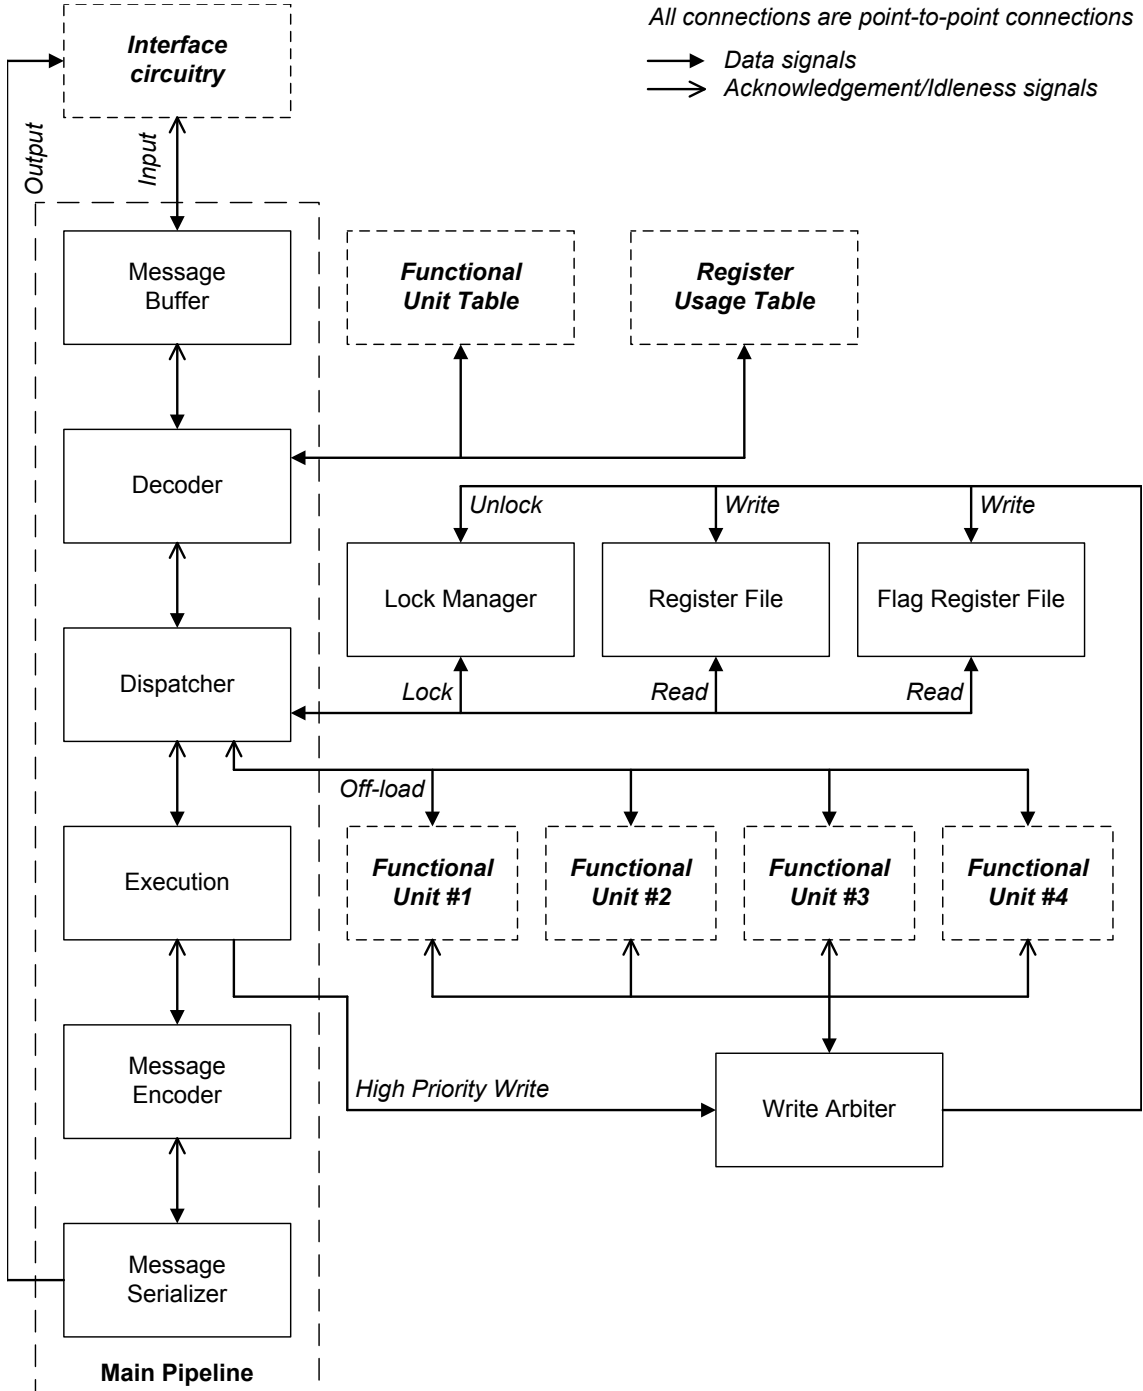 All connections are point-to-point connections
Data signals
Acknowledgement/Idleness signals
Interface
circuitry
Output
Input
Message
Buffer
Functional
Unit Table
Register
Usage Table
Decoder
Unlock
Write
Write
Lock Manager
Register File
Flag Register File
Dispatcher
Lock
Read
Read
Off-load
Execution
Functional
Unit #1
Functional
Unit #2
Functional
Unit #3
Functional
Unit #4
Message
Encoder
High Priority Write
Write Arbiter
Message
Serializer
Main Pipeline